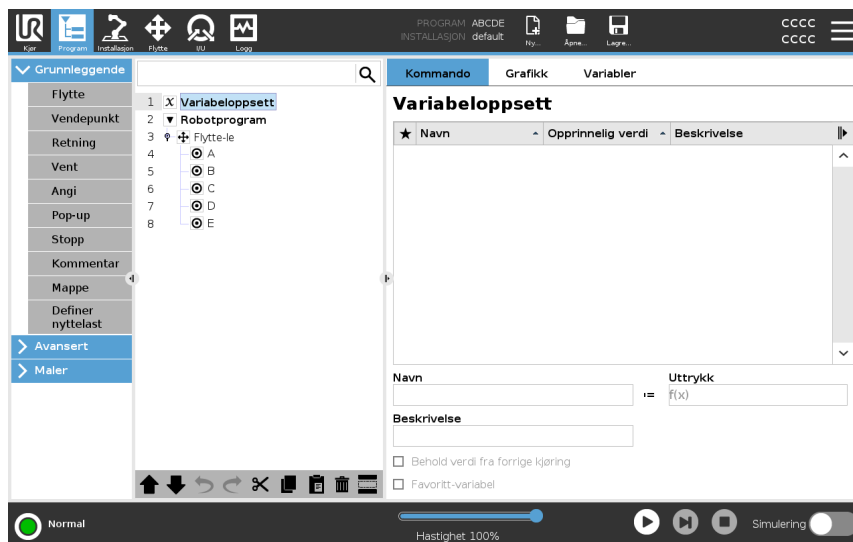 UR
PROGRAM ABCDE
INSTALLASJON default
CCCC
CCCC
Kjør Program Installasjon Flytte I/U Logg Ny... Åpne... Lagre...
Grunnleggende
Flytte
Vendepunkt
Retning
Vent
Angi
Pop-up
Stopp
Kommentar
Mappe
Definer
nyttelast
Avansert
Maler
1 X Variabeloppsett
2 Robotprogram
3 Flytte-le
4 A
5 B
6 C
7 D
8 E
Kommando Grafikk Variabler
Variabeloppsett
Navn Opprinnelig verdi Beskrivelse
Navn Uttrykk
:= f(x)
Beskrivelse
Behold verdi fra forrige kjøring
Favoritt-variabel
Normal
Hastighet 100%
Simulering